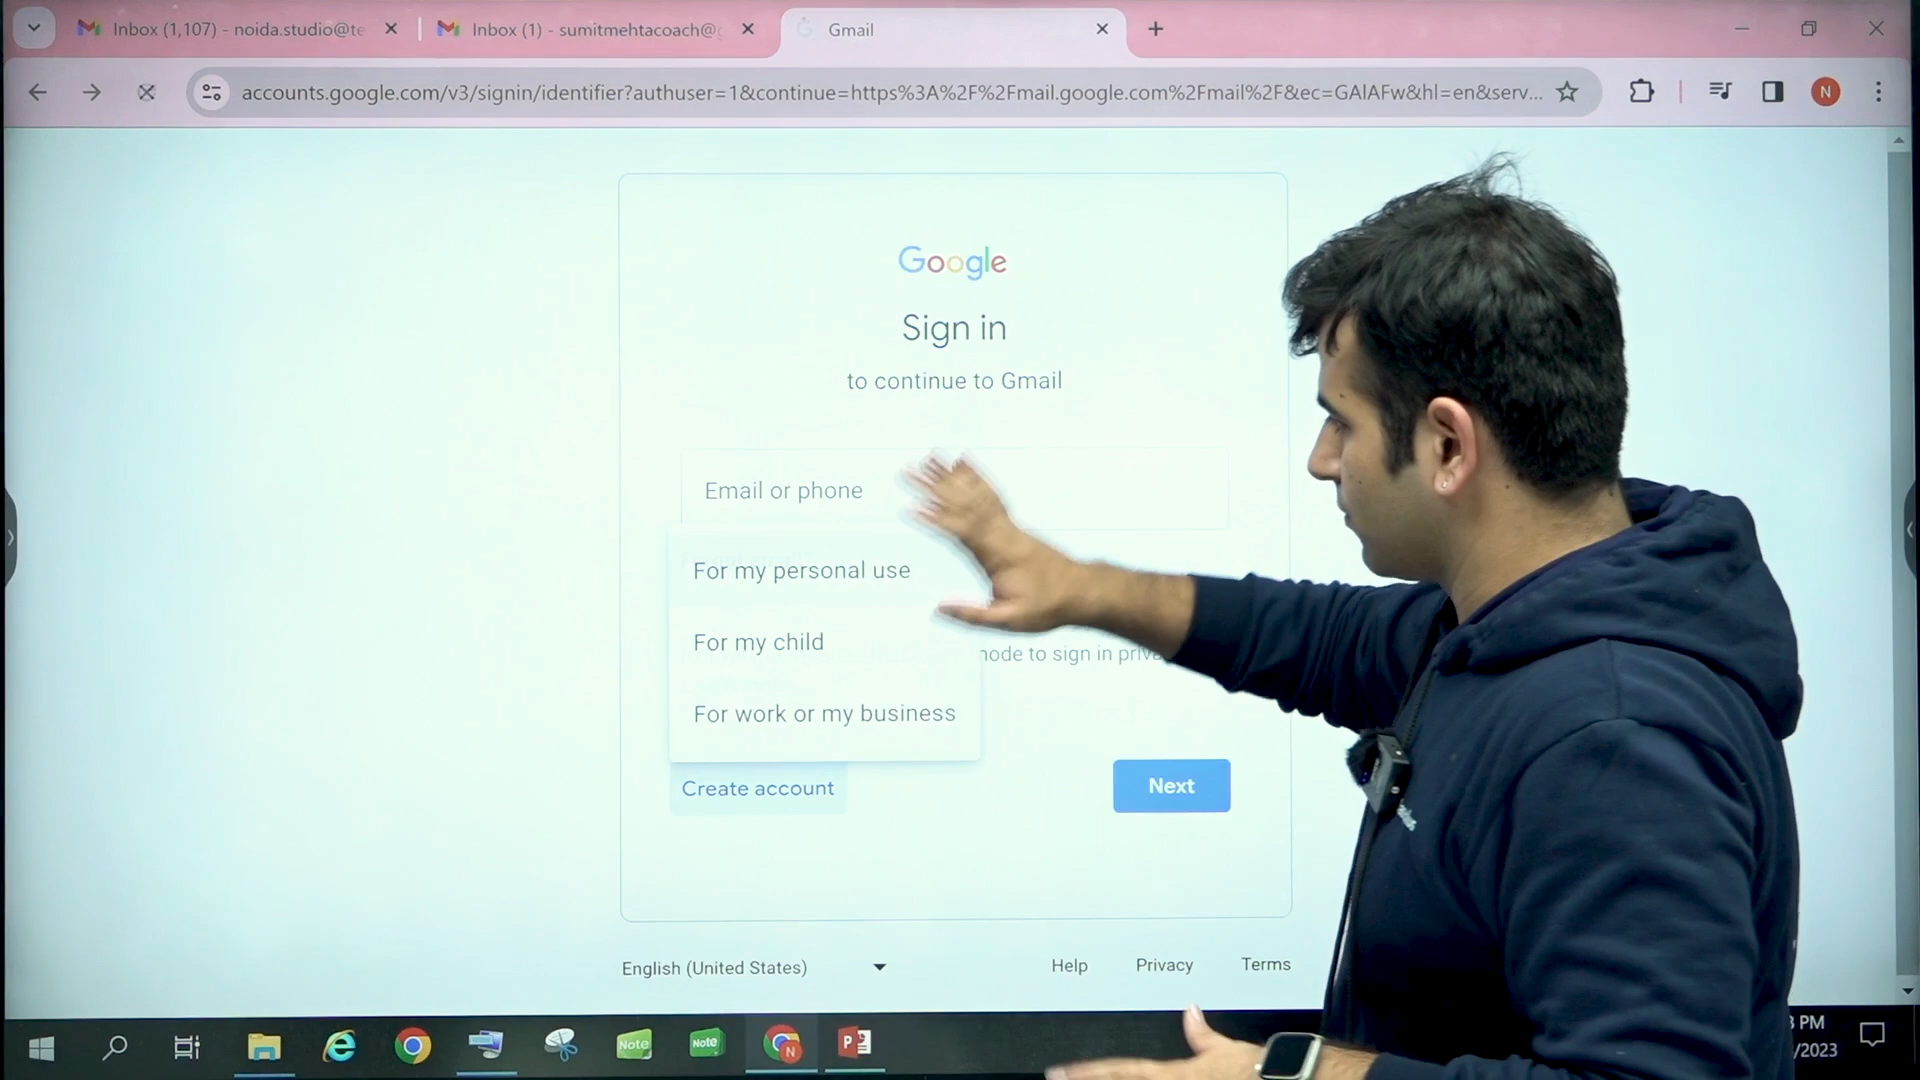 Inbox (1,107) - noida.studio@te
Inbox (1) - sumitmehtacoach@g
Gmail
accounts.google.com/v3/signin/identifier?authuser=1&continue=https%3A%2F%2Fmail.google.com%2Fmail%2F&ec=GAlAFw&hl=en&serv...
N
Google
Sign in
to continue to Gmail
Email or phone
For my personal use
For my child
mode to sign in priva
For work or my business
Create account
Next
English (United States)
Help
Privacy
Terms
Note
Note
N
P
PM
/2023